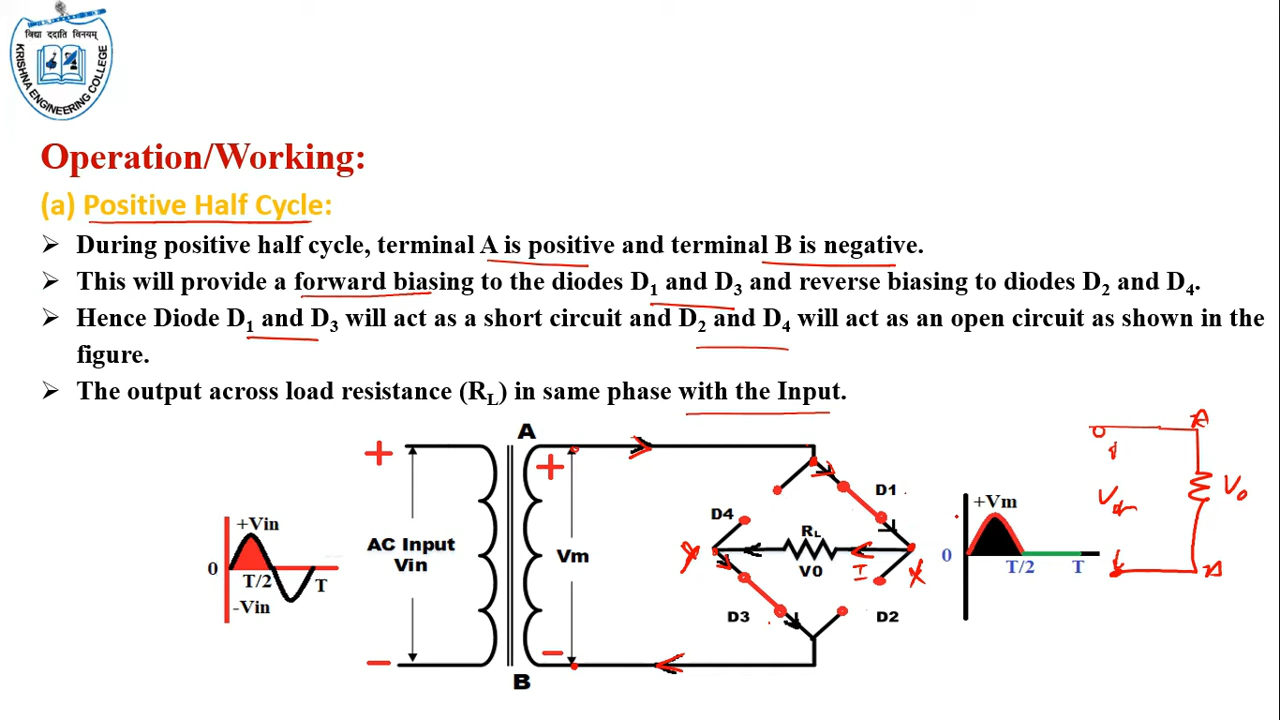 विद्या ददाति विनयम्
KRISHNA ENGINEERING COLLEGE
Operation/Working:
(a) Positive Half Cycle:
➢ During positive half cycle, terminal A is positive and terminal B is negative.
➢ This will provide a forward biasing to the diodes D₁ and D₃ and reverse biasing to diodes D₂ and D₄.
➢ Hence Diode D₁ and D₃ will act as a short circuit and D₂ and D₄ will act as an open circuit as shown in the
figure.
➢ The output across load resistance (R_L) in same phase with the Input.
+Vin
0
T/2
T
-Vin
+
AC Input
Vin
-
A
+
Vm
-
B
D1
D4
RL
V0
I
D3
D2
+Vm
0
T/2
T
A
V0